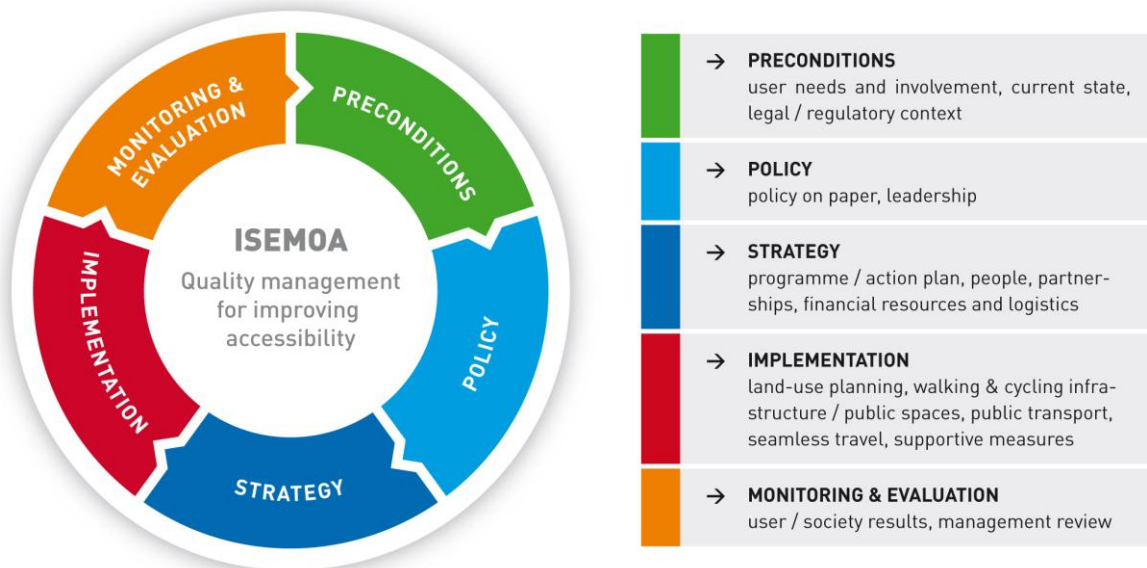 MONITORING &
EVALUATION
PRECONDITIONS
ISEMOA
Quality management
for improving
accessibility
IMPLEMENTATION
POLICY
STRATEGY
→ PRECONDITIONS
user needs and involvement, current state,
legal / regulatory context
→ POLICY
policy on paper, leadership
→ STRATEGY
programme / action plan, people, partner-
ships, financial resources and logistics
→ IMPLEMENTATION
land-use planning, walking & cycling infra-
structure / public spaces, public transport,
seamless travel, supportive measures
→ MONITORING & EVALUATION
user / society results, management review